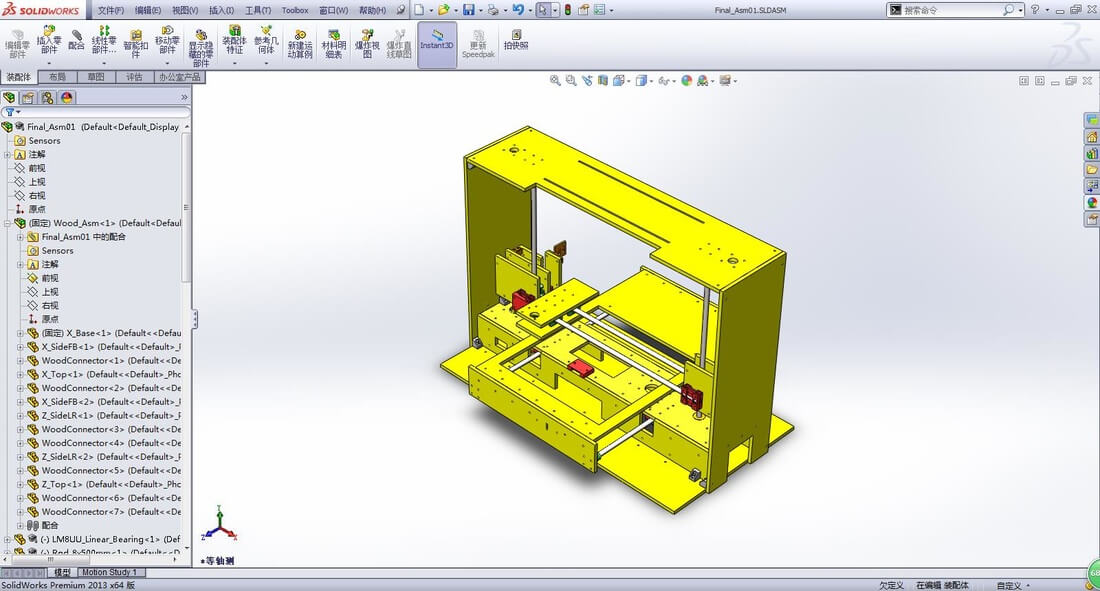 SOLIDWORKS 文件(F) 编辑(E) 视图(V) 插入(I) 工具(T) Toolbox 窗口(W) 帮助(H) Final_Asm01.SLDASM 搜索命令
编辑零部件 插入零部件 配合 线性零部件... 智能扣件 移动零部件 显示隐藏的零部件 装配体特征 参考几何体 新建运动算例 材料明细表 爆炸视图 爆炸直线草图 Instant3D 更新 Speedpak 拍快照
装配体 布局 草图 评估 办公室产品
Final_Asm01 (Default<Default_Display
Sensors
注解
前视
上视
右视
原点
(固定) Wood_Asm<1> (Default<Defaul
Final_Asm01 中的配合
Sensors
注解
前视
上视
右视
原点
(固定) X_Base<1> (Default<<Defau
X_SideFB<1> (Default<<Default>_
WoodConnector<1> (Default<<De
X_Top<1> (Default<<Default>_Pho
WoodConnector<2> (Default<<De
X_SideFB<2> (Default<<Default>_
Z_SideLR<1> (Default<<Default>_
WoodConnector<3> (Default<<De
WoodConnector<4> (Default<<De
Z_SideLR<2> (Default<<Default>_
WoodConnector<5> (Default<<De
Z_Top<1> (Default<<Default>_Pho
WoodConnector<6> (Default<<De
WoodConnector<7> (Default<<De
配合
(-) LM8UU_Linear_Bearing<1> (Def
(-) Rod_8x500mm<1> (Default<<D
Y
Z X
*等轴测
模型 Motion Study 1
SolidWorks Premium 2013 x64 版 欠定义 在编辑 装配体 自定义
68